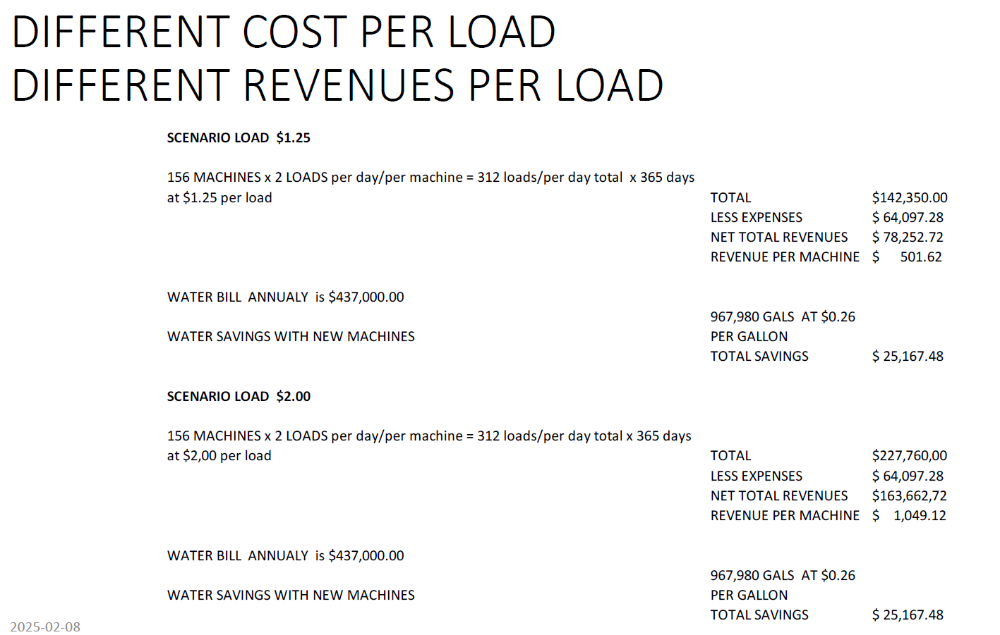 DIFFERENT COST PER LOAD
DIFFERENT REVENUES PER LOAD
SCENARIO LOAD $1.25
156 MACHINES x 2 LOADS per day/per machine = 312 loads/per day total x 365 days
at $1.25 per load
TOTAL $142,350.00
LESS EXPENSES $ 64,097.28
NET TOTAL REVENUES $ 78,252.72
REVENUE PER MACHINE $ 501.62
WATER BILL ANNUALY is $437,000.00
967,980 GALS AT $0.26
WATER SAVINGS WITH NEW MACHINES PER GALLON
TOTAL SAVINGS $ 25,167.48
SCENARIO LOAD $2.00
156 MACHINES x 2 LOADS per day/per machine = 312 loads/per day total x 365 days
at $2,00 per load
TOTAL $227,760,00
LESS EXPENSES $ 64,097.28
NET TOTAL REVENUES $163,662,72
REVENUE PER MACHINE $ 1,049.12
WATER BILL ANNUALY is $437,000.00
967,980 GALS AT $0.26
WATER SAVINGS WITH NEW MACHINES PER GALLON
TOTAL SAVINGS $ 25,167.48
2025-02-08